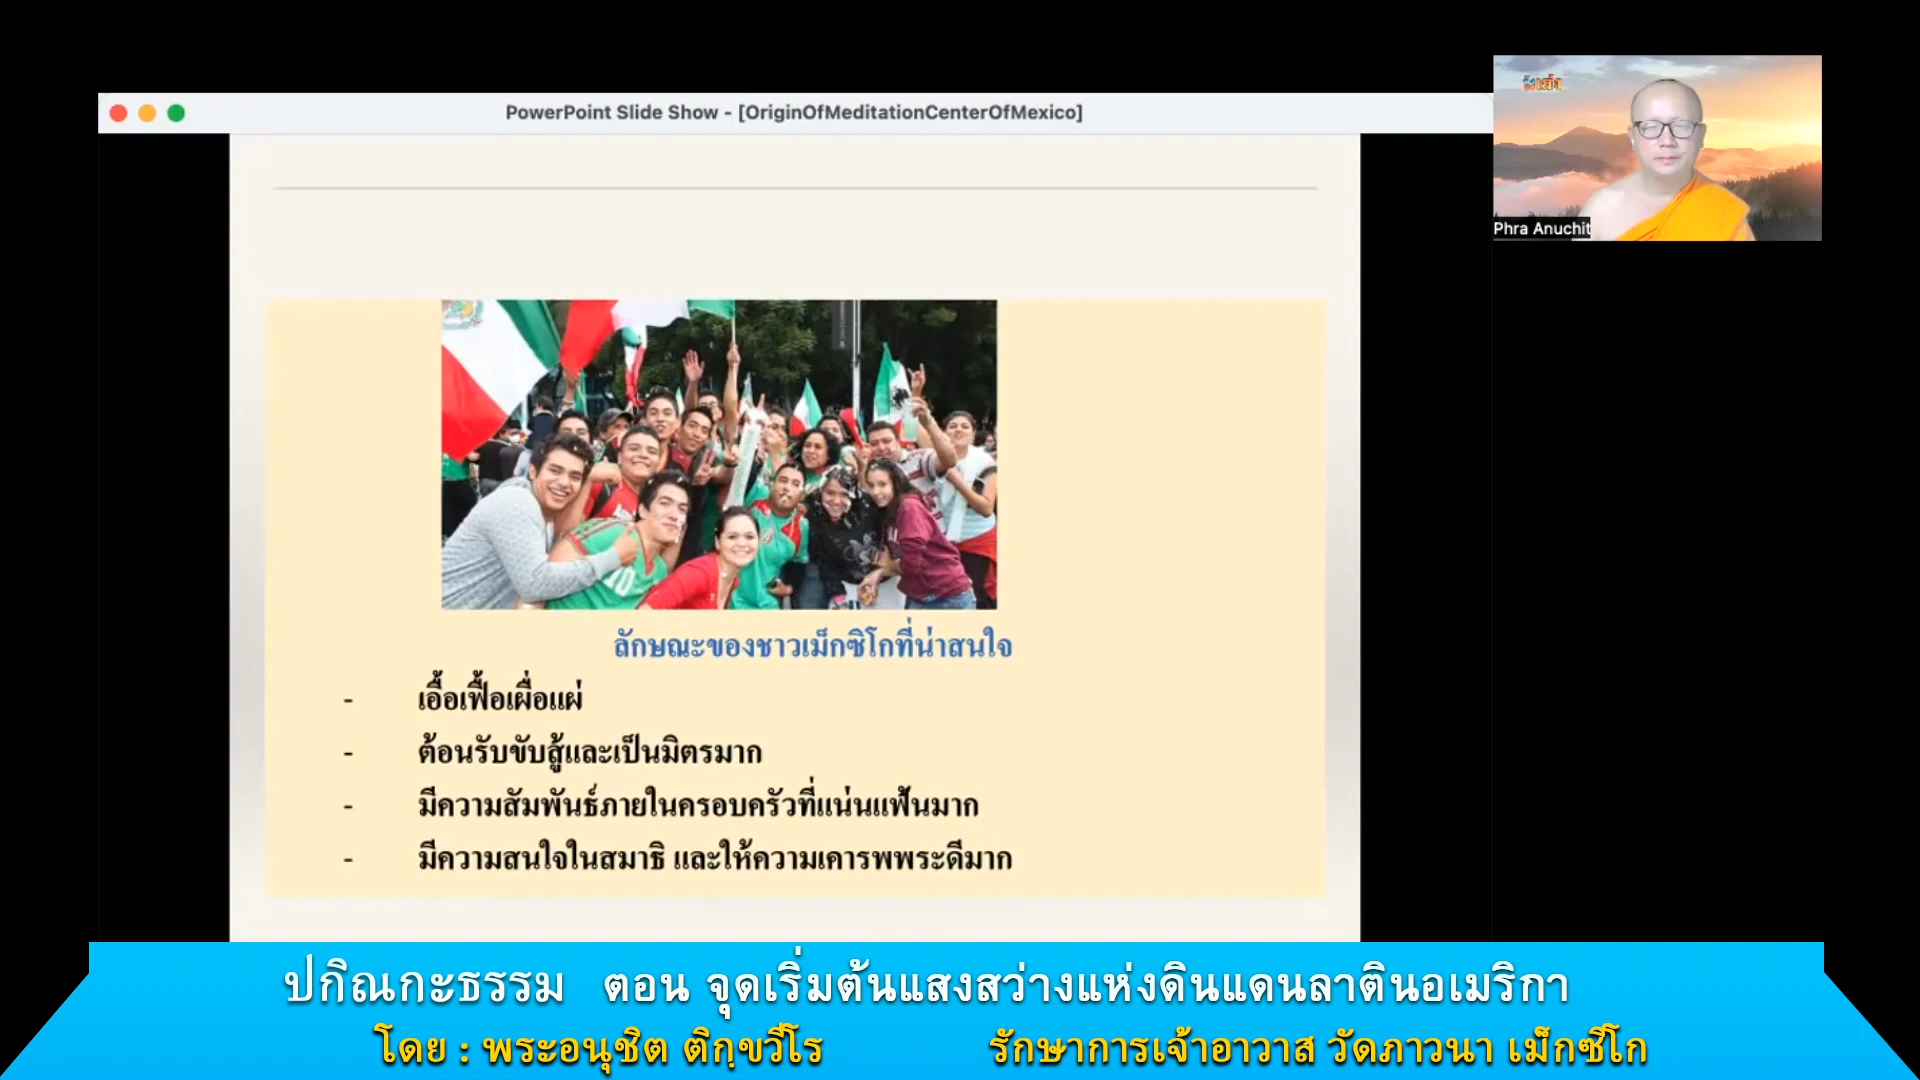 PowerPoint Slide Show - [OriginOfMeditationCenterOfMexico]
Phra Anuchit
10
ลักษณะของชาวเม็กซิโกที่น่าสนใจ
- เอื้อเฟื้อเผื่อแผ่
- ต้อนรับขับสู้และเป็นมิตรมาก
- มีความสัมพันธ์ภายในครอบครัวที่แน่นแฟ้นมาก
- มีความสนใจในสมาธิ และให้ความเคารพพระดีมาก
ปกิณกะธรรม ตอน จุดเริ่มต้นแสงสว่างแห่งดินแดนลาตินอเมริกา
โดย : พระอนุชิต ติกฺขวีโร รักษาการเจ้าอาวาส วัดภาวนา เม็กซีโก